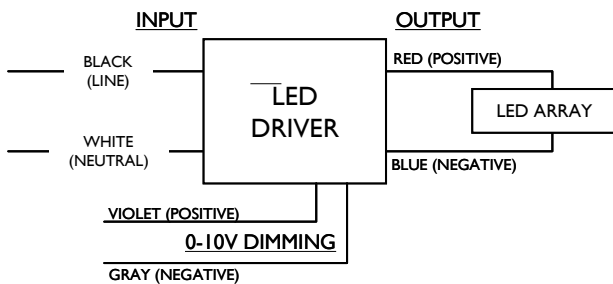 INPUT
OUTPUT
BLACK
(LINE)
RED (POSITIVE)
LED
DRIVER
LED ARRAY
WHITE
(NEUTRAL)
BLUE (NEGATIVE)
VIOLET (POSITIVE)
0-10V DIMMING
GRAY (NEGATIVE)